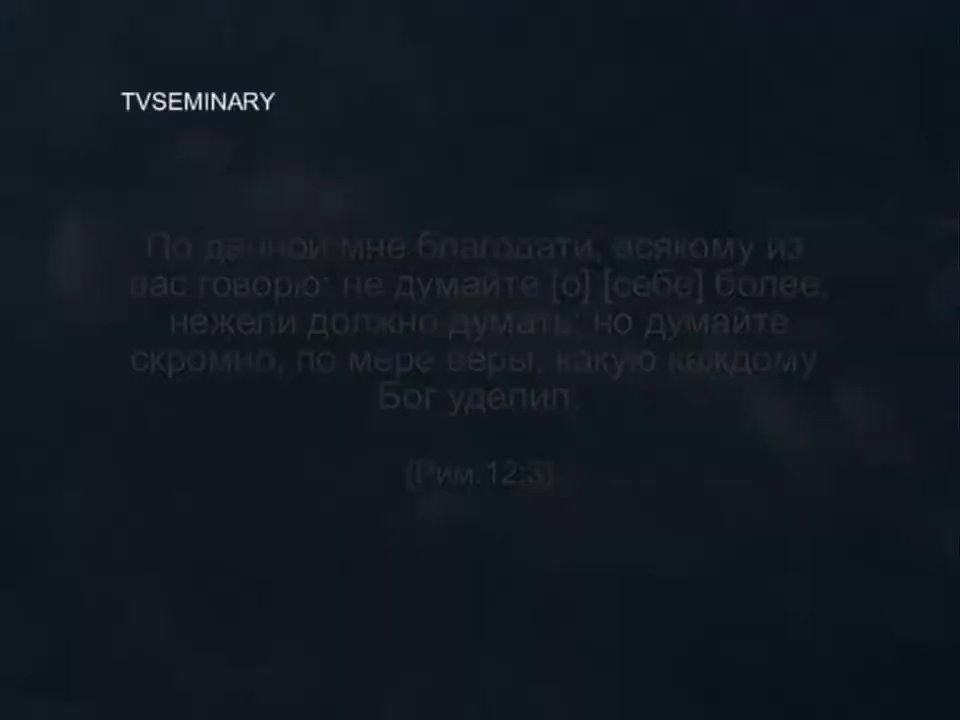 TVSEMINARY
По данной мне благодати, всякому из
вас говорю: не думайте [о] [себе] более,
нежели должно думать; но думайте
скромно, по мере веры, какую каждому
Бог уделил.
(Рим.12:3)